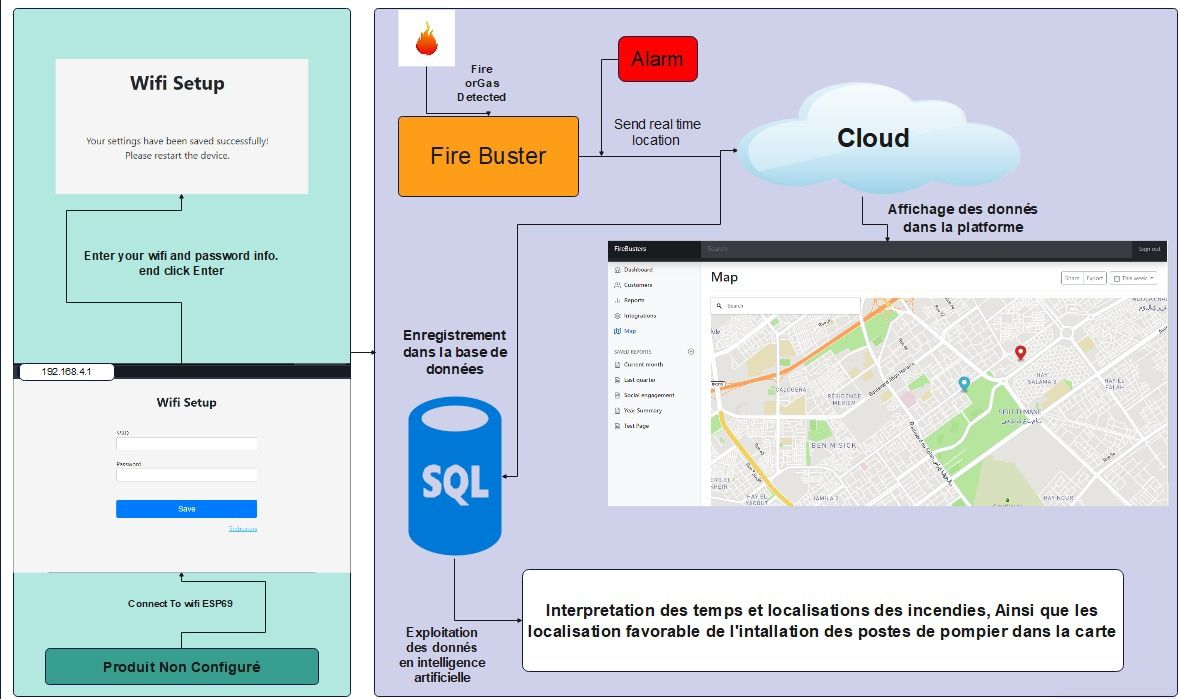 Wifi Setup
Your settings have been saved successfully!
Please restart the device.
Enter your wifi and password info.
end click Enter
192.168.4.1
Wifi Setup
SSID
Password
Save
firebusters
Connect To wifi ESP69
Produit Non Configuré
Fire
orGas
Detected
Fire Buster
Alarm
Send real time
location
Cloud
Affichage des donnés
dans la platforme
Enregistrement
dans la base de
données
SQL
Exploitation
des donnés
en intelligence
artificielle
Interpretation des temps et localisations des incendies, Ainsi que les
localisation favorable de l'intallation des postes de pompier dans la carte
FireBusters
Search
Sign out
Dashboard
Customers
Reports
Integrations
Map
SAVED REPORTS
Current month
Last quarter
Social engagement
Year Summary
Test Page
Map
Share
Export
This week
Search
CALOGERA
RÉSIDENCE
MERIEM
BEN M'SICK
HAY
SALAMA 3
HAY EL
FALAH
SIDI OTHMANE
HAY EL
YAGOUT
JAMILA 7
HAY NOUR